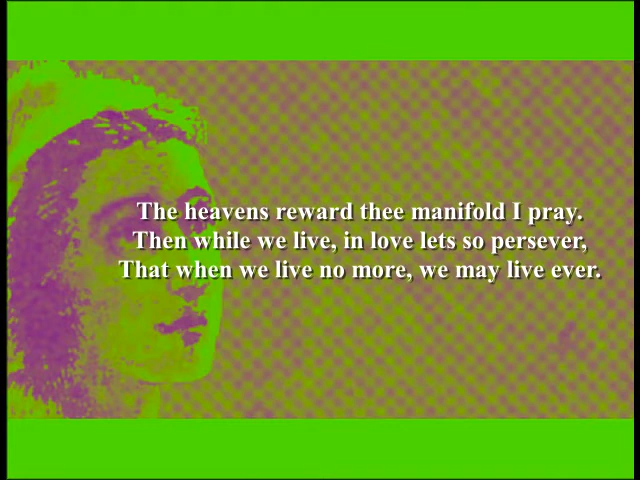 The heavens reward thee manifold I pray.
Then while we live, in love lets so persever,
That when we live no more, we may live ever.